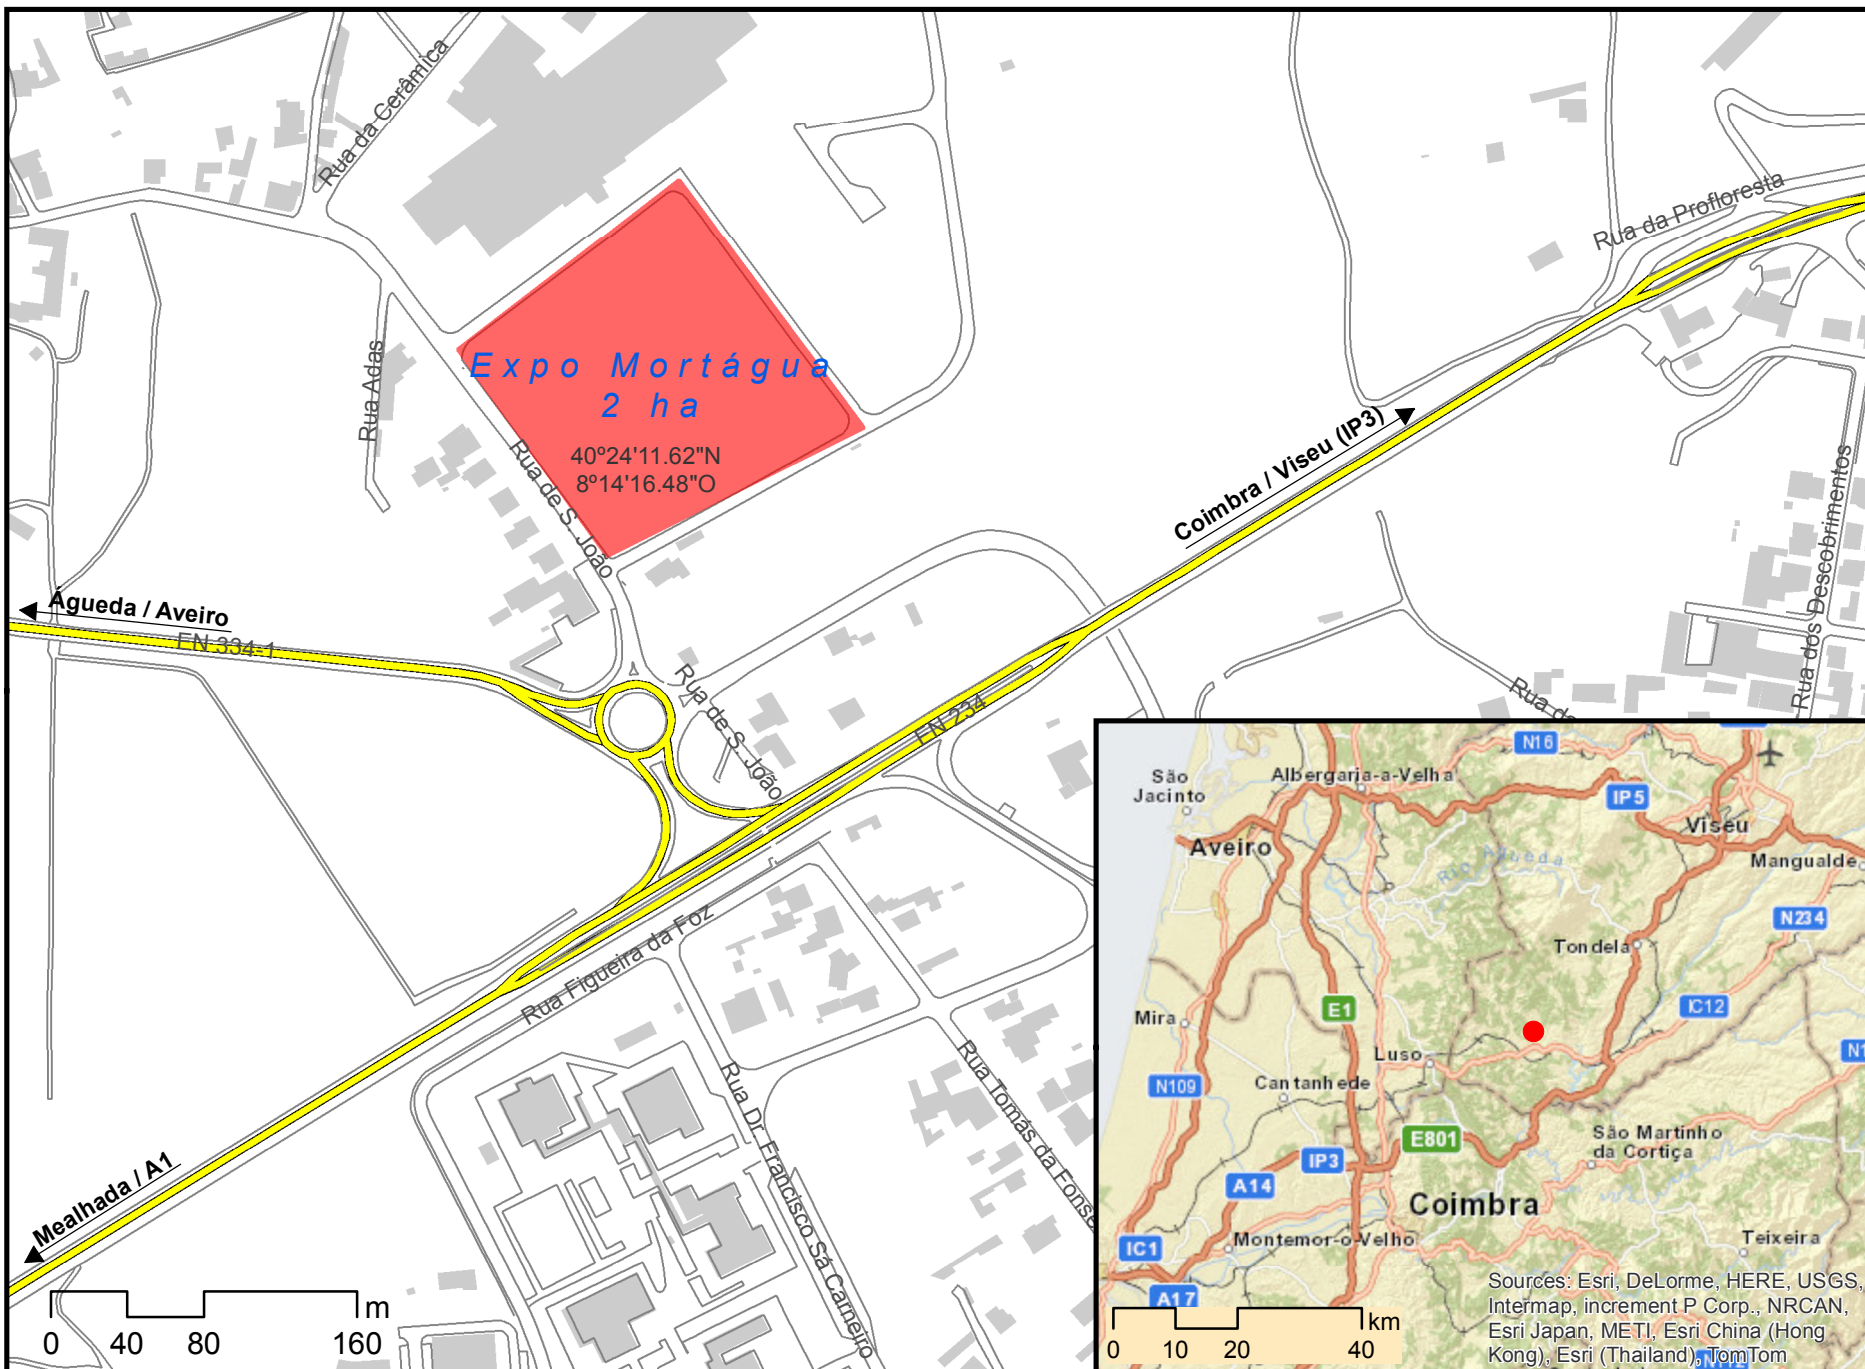 Rua da Cerâmica
Rua da Profloresta
Rua Adas
Expo Mortágua
2 ha
40º24'11.62"N
8º14'16.48"O
Rua de S. João
Coimbra / Viseu (IP3)
Rua dos Descobrimentos
Águeda / Aveiro
EN 334-1
Rua de S. João
EN 234
Rua Figueira da Foz
Rua Dr Francisco Sá Carneiro
Rua Tomás da Fonse
Mealhada / A1
m
0 40 80 160
N16
São
Jacinto
Albergaria-a-Velha
IP5
Viseu
Aveiro
Rio Agueda
Mangualde
N234
Tondela
E1
IC12
Mira
Luso
N1
N109
Cantanhede
São Martinho
da Cortiça
E801
IP3
A14
Coimbra
IC1
Montemor-o-Velho
Teixeira
A17
km
0 10 20 40
Sources: Esri, DeLorme, HERE, USGS,
Intermap, increment P Corp., NRCAN,
Esri Japan, METI, Esri China (Hong
Kong), Esri (Thailand), TomTom